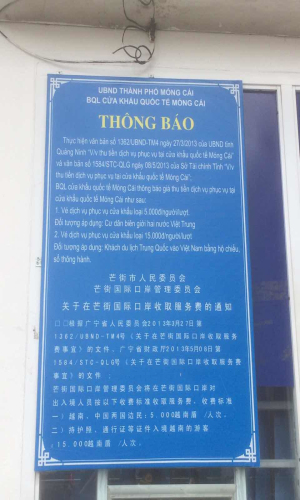 UBND THÀNH PHỐ MÓNG CÁI
BQL CỬA KHẨU QUỐC TẾ MÓNG CÁI
THÔNG BÁO
Thực hiện văn bản số 1362/UBND-TM4 ngày 27/3/2013 của UBND tỉnh
Quảng Ninh "V/v thu tiền dịch vụ phục vụ tại cửa khẩu quốc tế Móng Cái"
và văn bản số 1584/STC-QLG ngày 08/5/2013 của Sở Tài chính Tỉnh "V/v
thu tiền dịch vụ phục vụ tại cửa khẩu quốc tế Móng Cái".
BQL cửa khẩu quốc tế Móng Cái thông báo giá thu tiền dịch vụ phục vụ tại
cửa khẩu quốc tế Móng Cái như sau:
1. Vé dịch vụ phục vụ cửa khẩu loại 5.000đ/người/lượt
Đối tượng áp dụng: Cư dân biên giới hai nước Việt Trung
2. Vé dịch vụ phục vụ cửa khẩu loại 15.000đ/người/lượt.
Đối tượng áp dụng: Khách du lịch Trung Quốc vào Việt Nam bằng hộ chiếu,
sổ thông hành.
芒街市人民委员会
芒街国际口岸管理委员会
关于在芒街国际口岸收取服务费的通知
根据广宁省人民委员会2013年3月27日第
1362/UBND-TM4号《关于在芒街国际口岸收取服务
费事宜》的文件,广宁省财政厅2013年5月08日第
1584/STC-QLG号《关于在芒街国际口岸收取服务费
事宜》的文件,
芒街国际口岸管理委员会将在芒街国际口岸对
出入境人员按以下收费标准收取服务费,收费标准
一)越南、中国两国边民:5.000越南盾/人次。
二)持护照、通行证等证件入境越南的游客
:15.000越南盾/人次。